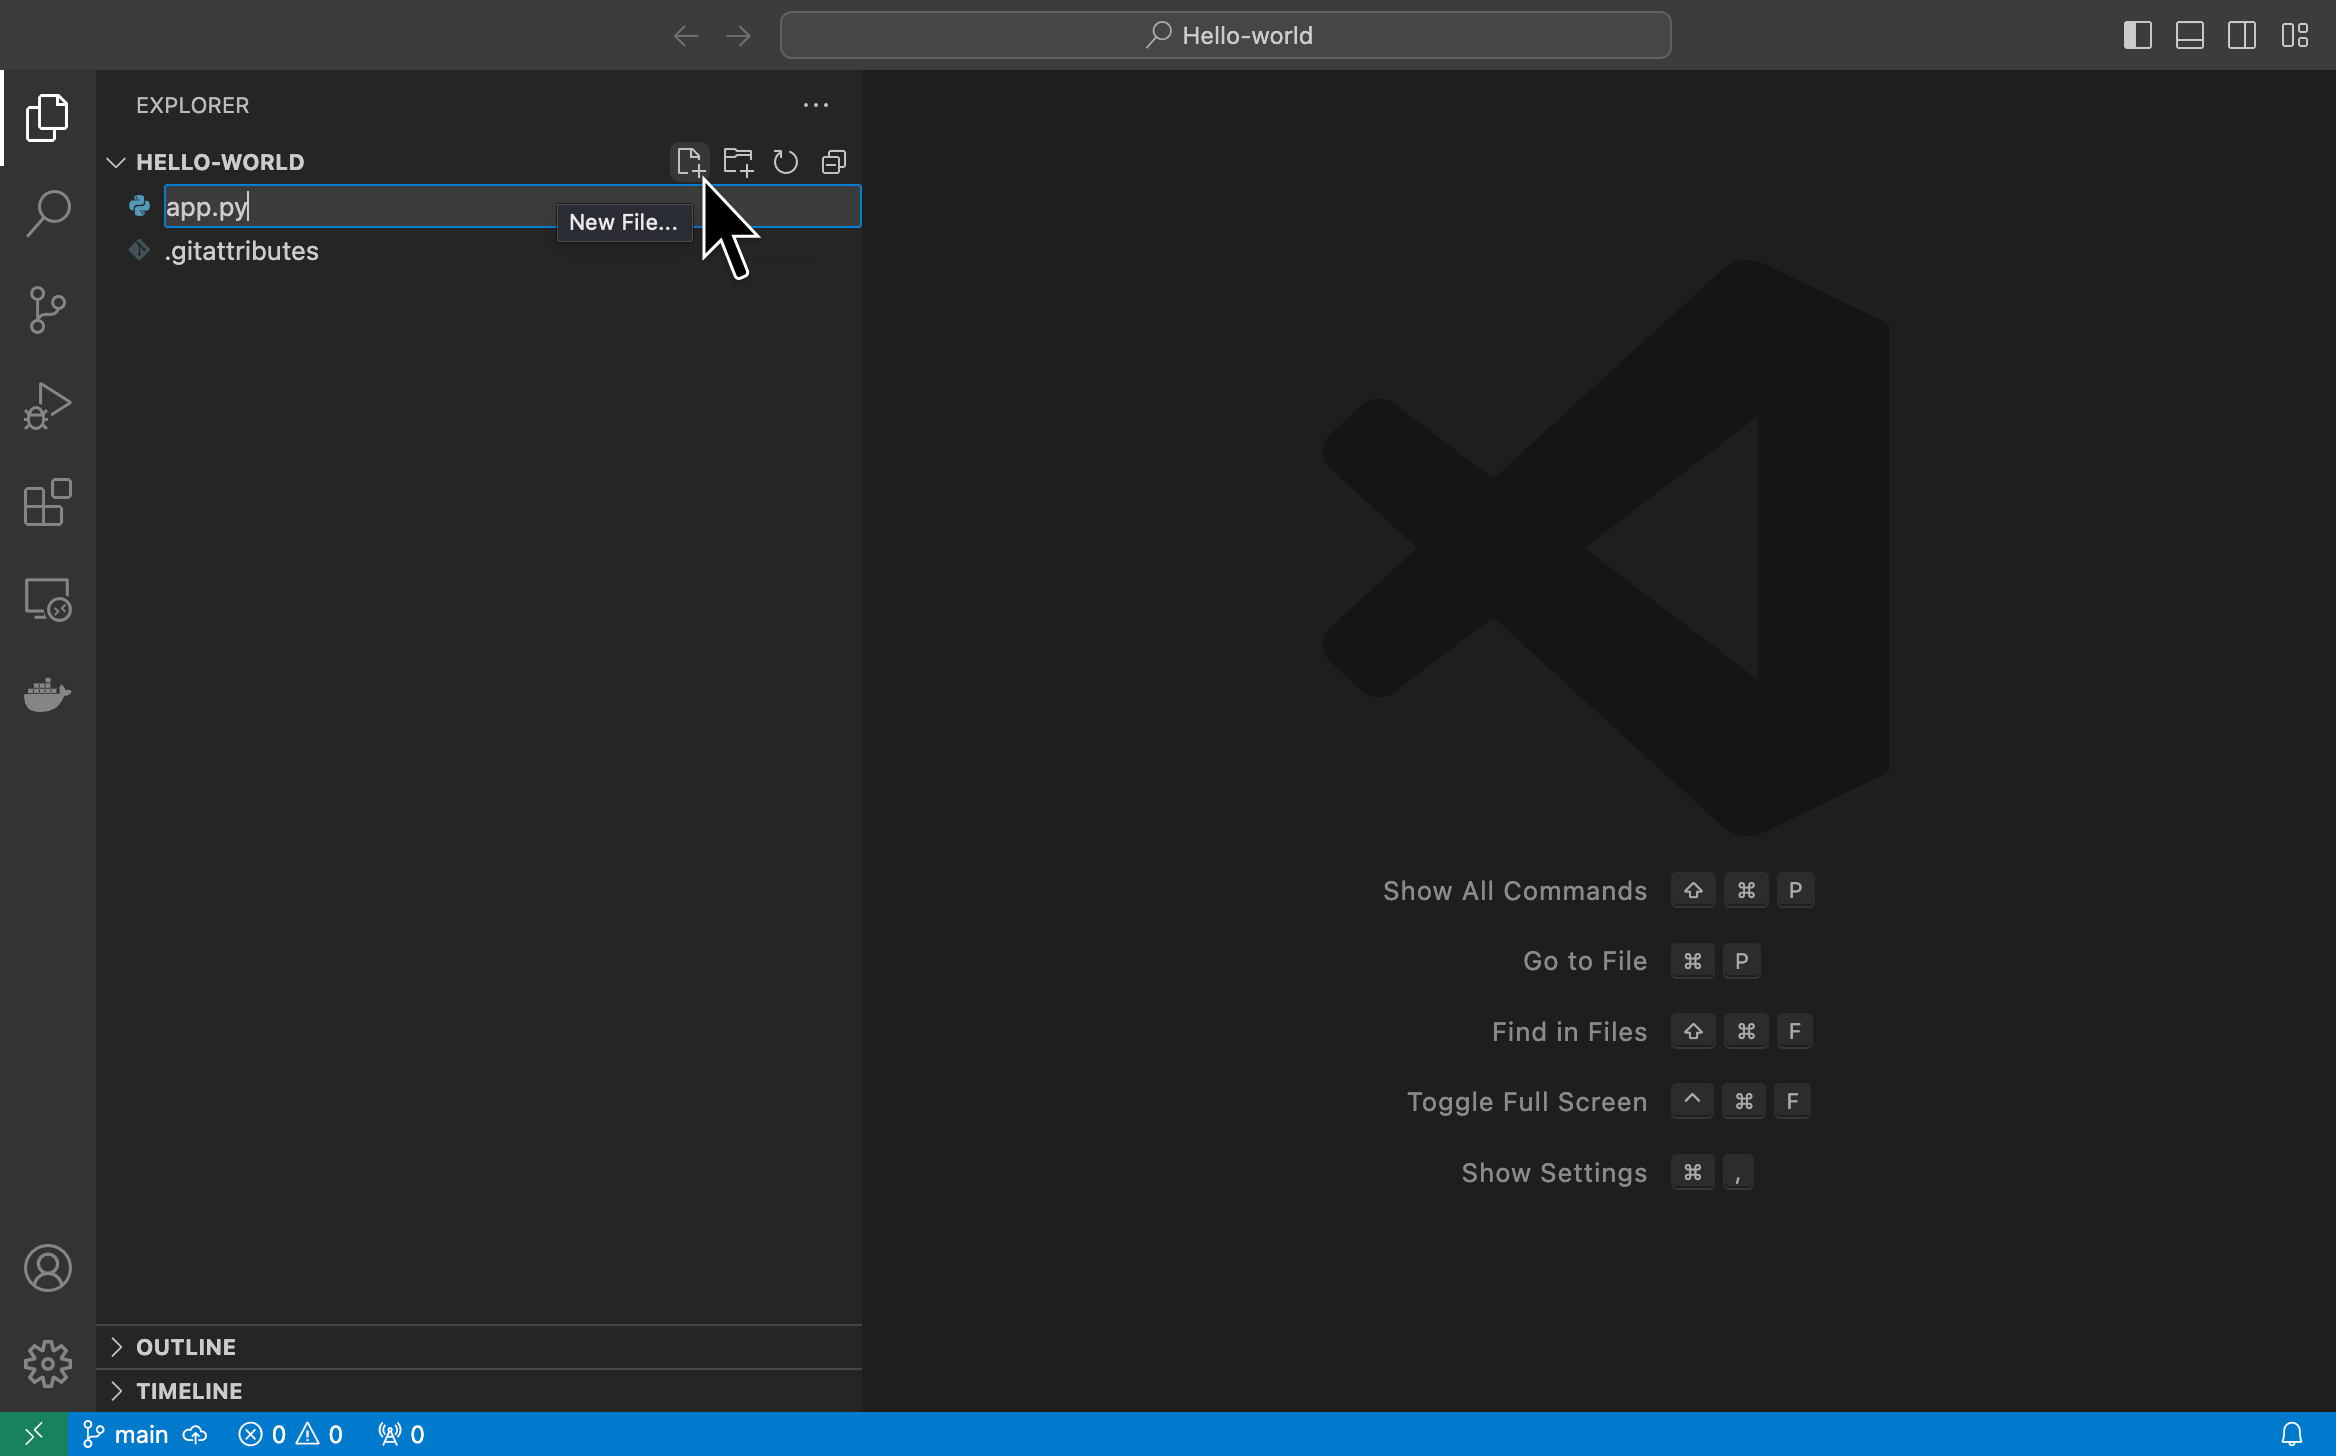 Hello-world
EXPLORER
HELLO-WORLD
app.py
New File...
.gitattributes
Show All Commands ⇧ ⌘ P
Go to File ⌘ P
Find in Files ⇧ ⌘ F
Toggle Full Screen ^ ⌘ F
Show Settings ⌘ ,
OUTLINE
TIMELINE
main 0 0 0